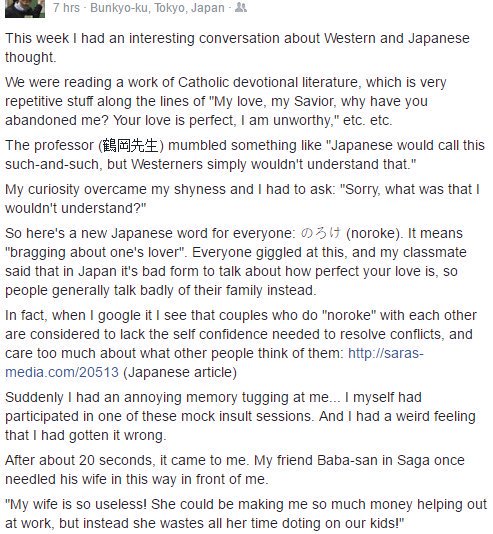 7 hrs · Bunkyo-ku, Tokyo, Japan ·
This week I had an interesting conversation about Western and Japanese
thought.
We were reading a work of Catholic devotional literature, which is very
repetitive stuff along the lines of "My love, my Savior, why have you
abandoned me? Your love is perfect, I am unworthy," etc. etc.
The professor (鶴岡先生) mumbled something like "Japanese would call this
such-and-such, but Westerners simply wouldn't understand that."
My curiosity overcame my shyness and I had to ask: "Sorry, what was that I
wouldn't understand?"
So here's a new Japanese word for everyone: のろけ (noroke). It means
"bragging about one's lover". Everyone giggled at this, and my classmate
said that in Japan it's bad form to talk about how perfect your love is, so
people generally talk badly of their family instead.
In fact, when I google it I see that couples who do "noroke" with each other
are considered to lack the self confidence needed to resolve conflicts, and
care too much about what other people think of them: http://saras-
media.com/20513 (Japanese article)
Suddenly I had an annoying memory tugging at me... I myself had
participated in one of these mock insult sessions. And I had a weird feeling
that I had gotten it wrong.
After about 20 seconds, it came to me. My friend Baba-san in Saga once
needled his wife in this way in front of me.
"My wife is so useless! She could be making me so much money helping out
at work, but instead she wastes all her time doting on our kids!"